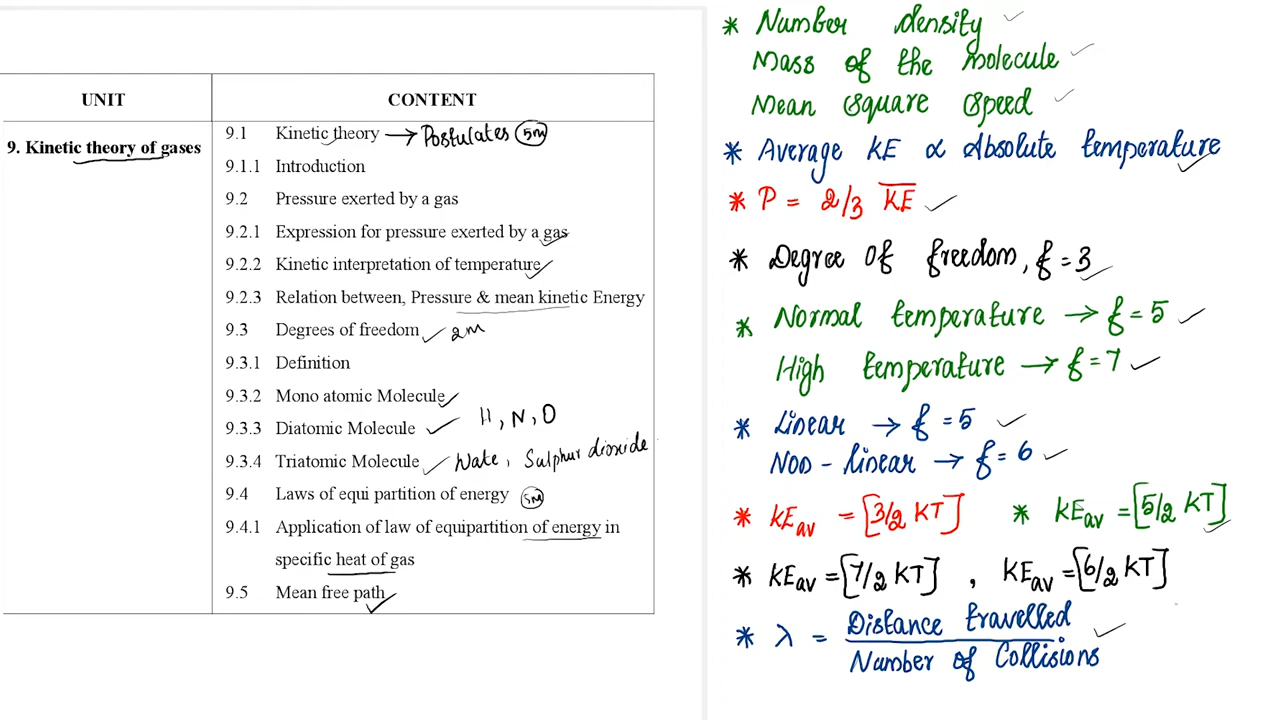 UNIT CONTENT
9. Kinetic theory of gases
9.1 Kinetic theory → Postulates (5m)
9.1.1 Introduction
9.2 Pressure exerted by a gas
9.2.1 Expression for pressure exerted by a gas
9.2.2 Kinetic interpretation of temperature
9.2.3 Relation between, Pressure & mean kinetic Energy
9.3 Degrees of freedom 2m
9.3.1 Definition
9.3.2 Mono atomic Molecule
9.3.3 Diatomic Molecule H, N, O
9.3.4 Triatomic Molecule Wate, Sulphur dioxide
9.4 Laws of equi partition of energy (5m)
9.4.1 Application of law of equipartition of energy in
specific heat of gas
9.5 Mean free path
* Number density
Mass of the molecule
Mean Square Speed
* Average KE ∝ Absolute temperature
* P = 2/3 K̅E̅
* Degree of freedom, f = 3
* Normal temperature → f = 5
High temperature → f = 7
* Linear → f = 5
Non - linear → f = 6
* KEav = [3/2 KT] * KEav = [5/2 KT]
* KEav = [7/2 KT] , KEav = [6/2 KT]
* λ = Distance travelled
Number of Collisions